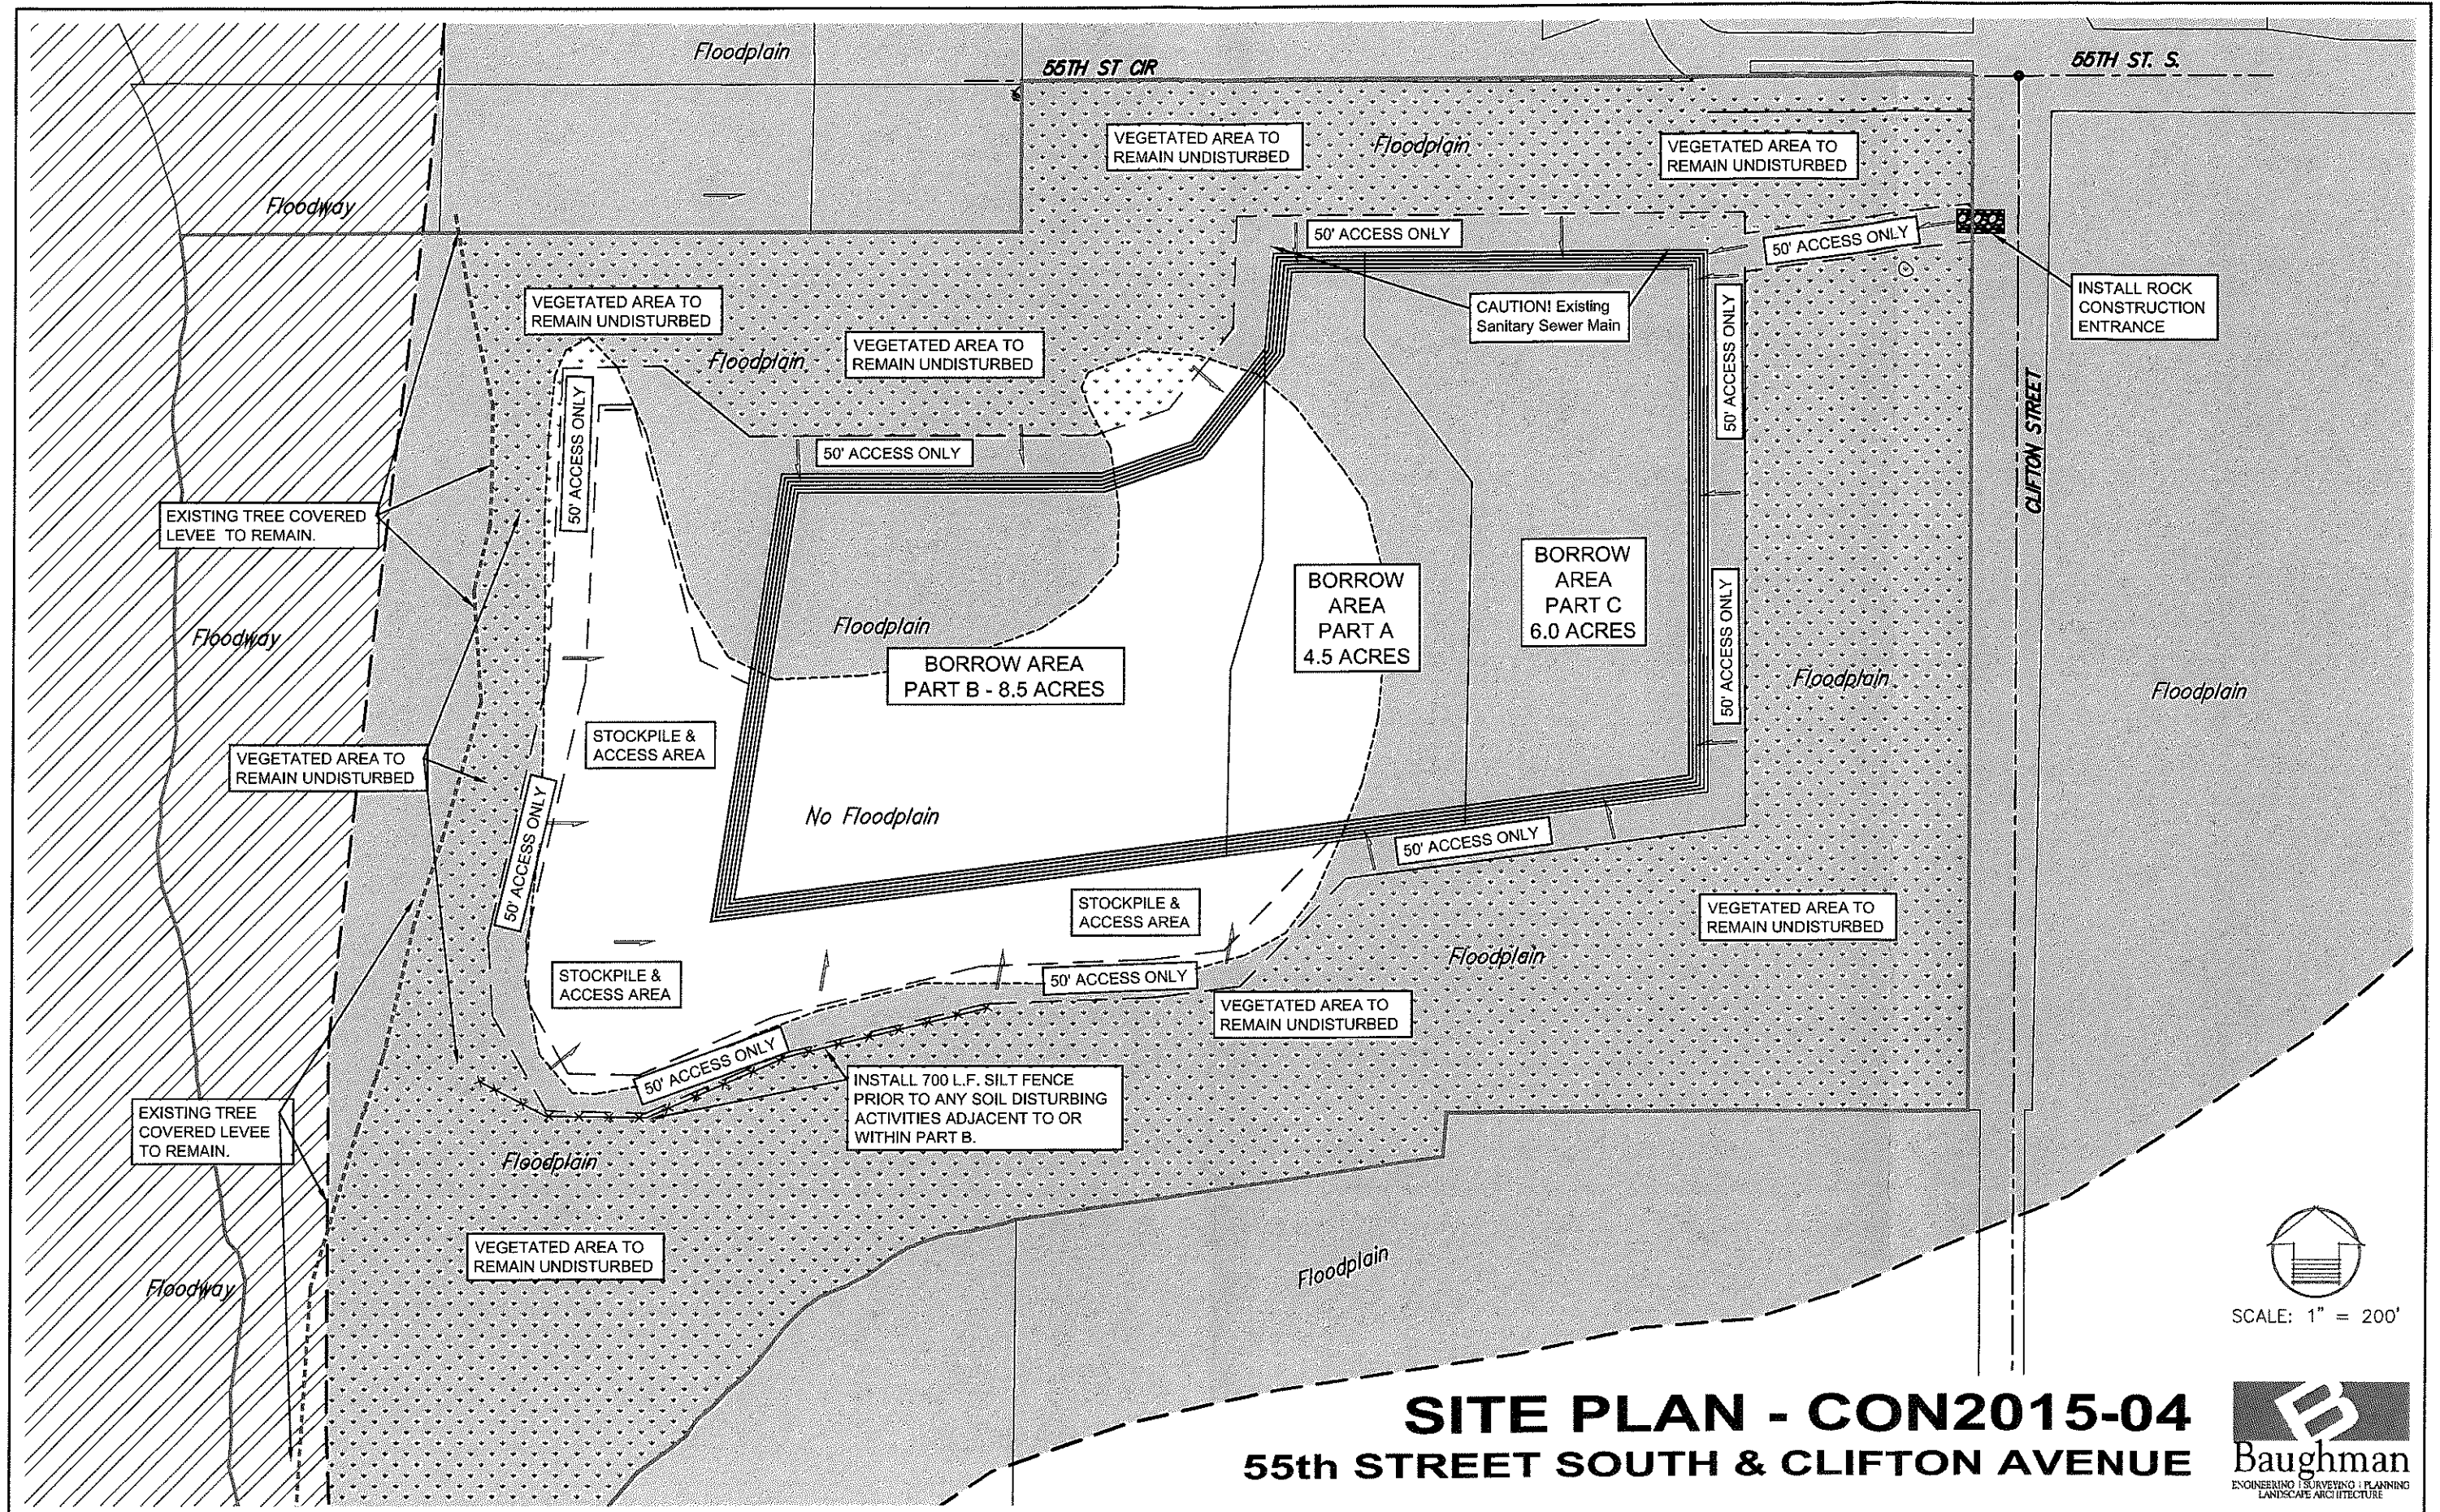 Floodplain
55TH ST CIR
55TH ST. S.
VEGETATED AREA TO
REMAIN UNDISTURBED
Floodplain
VEGETATED AREA TO
REMAIN UNDISTURBED
Floodway
50' ACCESS ONLY
50' ACCESS ONLY
INSTALL ROCK
CONSTRUCTION
ENTRANCE
VEGETATED AREA TO
REMAIN UNDISTURBED
CAUTION! Existing
Sanitary Sewer Main
50' ACCESS ONLY
Floodplain
VEGETATED AREA TO
REMAIN UNDISTURBED
50' ACCESS ONLY
50' ACCESS ONLY
CLIFTON STREET
EXISTING TREE COVERED
LEVEE TO REMAIN.
BORROW
AREA
PART A
4.5 ACRES
BORROW
AREA
PART C
6.0 ACRES
50' ACCESS ONLY
Floodway
Floodplain
BORROW AREA
PART B - 8.5 ACRES
Floodplain
Floodplain
STOCKPILE &
ACCESS AREA
VEGETATED AREA TO
REMAIN UNDISTURBED
No Floodplain
50' ACCESS ONLY
50' ACCESS ONLY
STOCKPILE &
ACCESS AREA
VEGETATED AREA TO
REMAIN UNDISTURBED
Floodplain
STOCKPILE &
ACCESS AREA
50' ACCESS ONLY
VEGETATED AREA TO
REMAIN UNDISTURBED
50' ACCESS ONLY
INSTALL 700 L.F. SILT FENCE
PRIOR TO ANY SOIL DISTURBING
ACTIVITIES ADJACENT TO OR
WITHIN PART B.
EXISTING TREE
COVERED LEVEE
TO REMAIN.
Floodplain
VEGETATED AREA TO
REMAIN UNDISTURBED
Floodplain
Floodway
SCALE: 1" = 200'
SITE PLAN - CON2015-04
55th STREET SOUTH & CLIFTON AVENUE
B
Baughman
ENGINEERING | SURVEYING | PLANNING
LANDSCAPE ARCHITECTURE